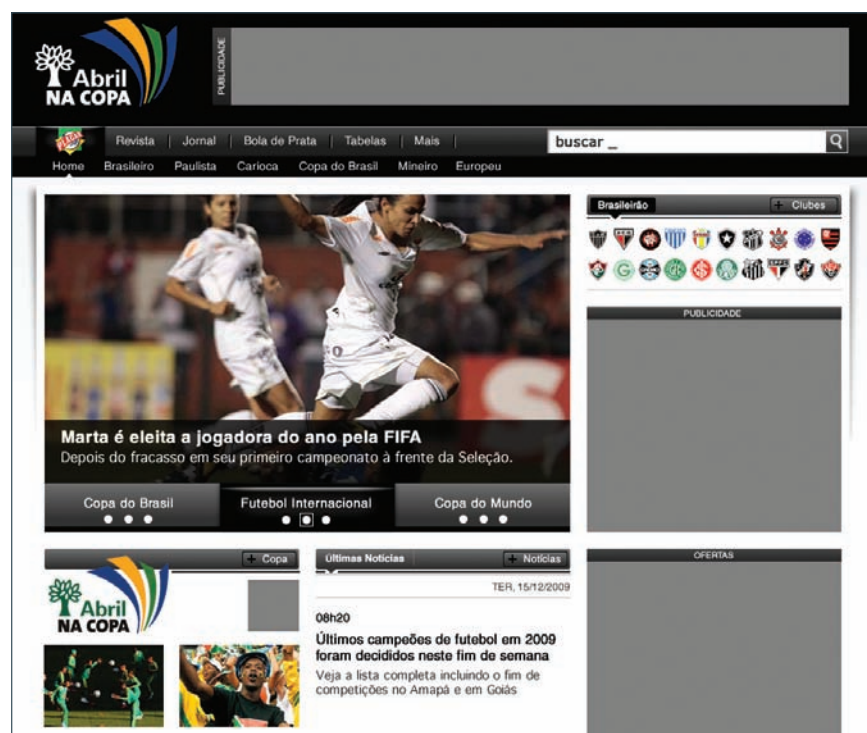 Abril
NA COPA
PUBLICIDADE
PLACAR
Revista | Jornal | Bola de Prata | Tabelas | Mais |
buscar _
Home Brasileiro Paulista Carioca Copa do Brasil Mineiro Europeu
Marta é eleita a jogadora do ano pela FIFA
Depois do fracasso em seu primeiro campeonato à frente da Seleção.
Copa do Brasil
Futebol Internacional
Copa do Mundo
Brasileirão
+ Clubes
PUBLICIDADE
+ Copa
Abril
NA COPA
Últimas Notícias
+ Notícias
TER, 15/12/2009
08h20
Últimos campeões de futebol em 2009
foram decididos neste fim de semana
Veja a lista completa incluindo o fim de
competições no Amapá e em Goiás
OFERTAS